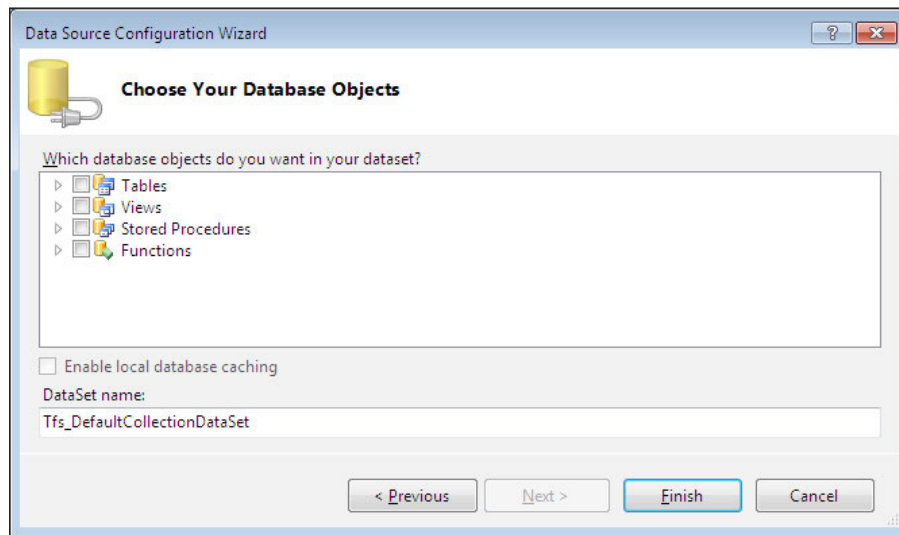 Data Source Configuration Wizard
Choose Your Database Objects
Which database objects do you want in your dataset?
Tables
Views
Stored Procedures
Functions
Enable local database caching
DataSet name:
Tfs_DefaultCollectionDataSet
< Previous Next > Finish Cancel